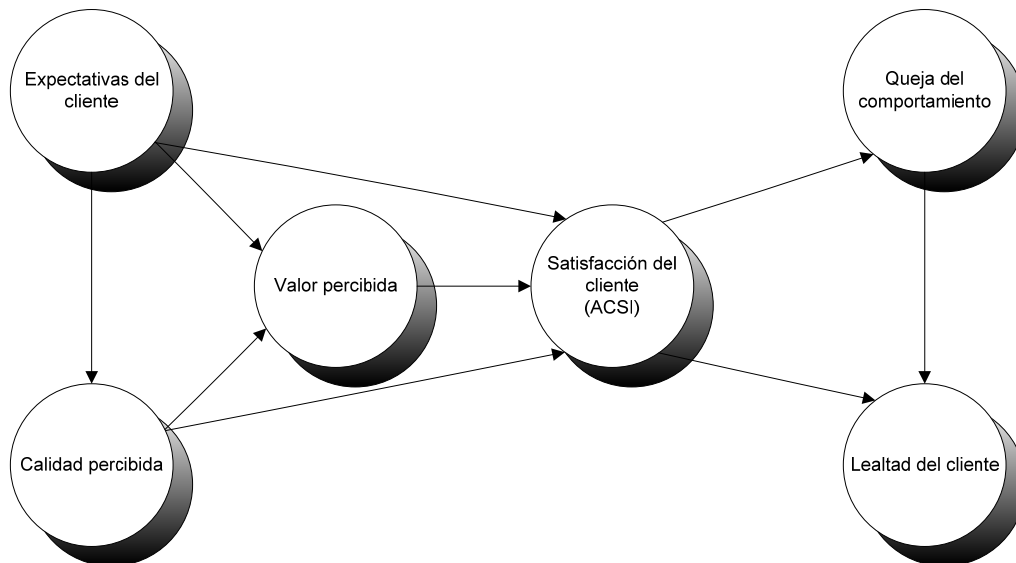 Expectativas del
cliente
Queja del
comportamiento
Valor percibida
Satisfacción del
cliente
(ACSI)
Calidad percibida
Lealtad del cliente